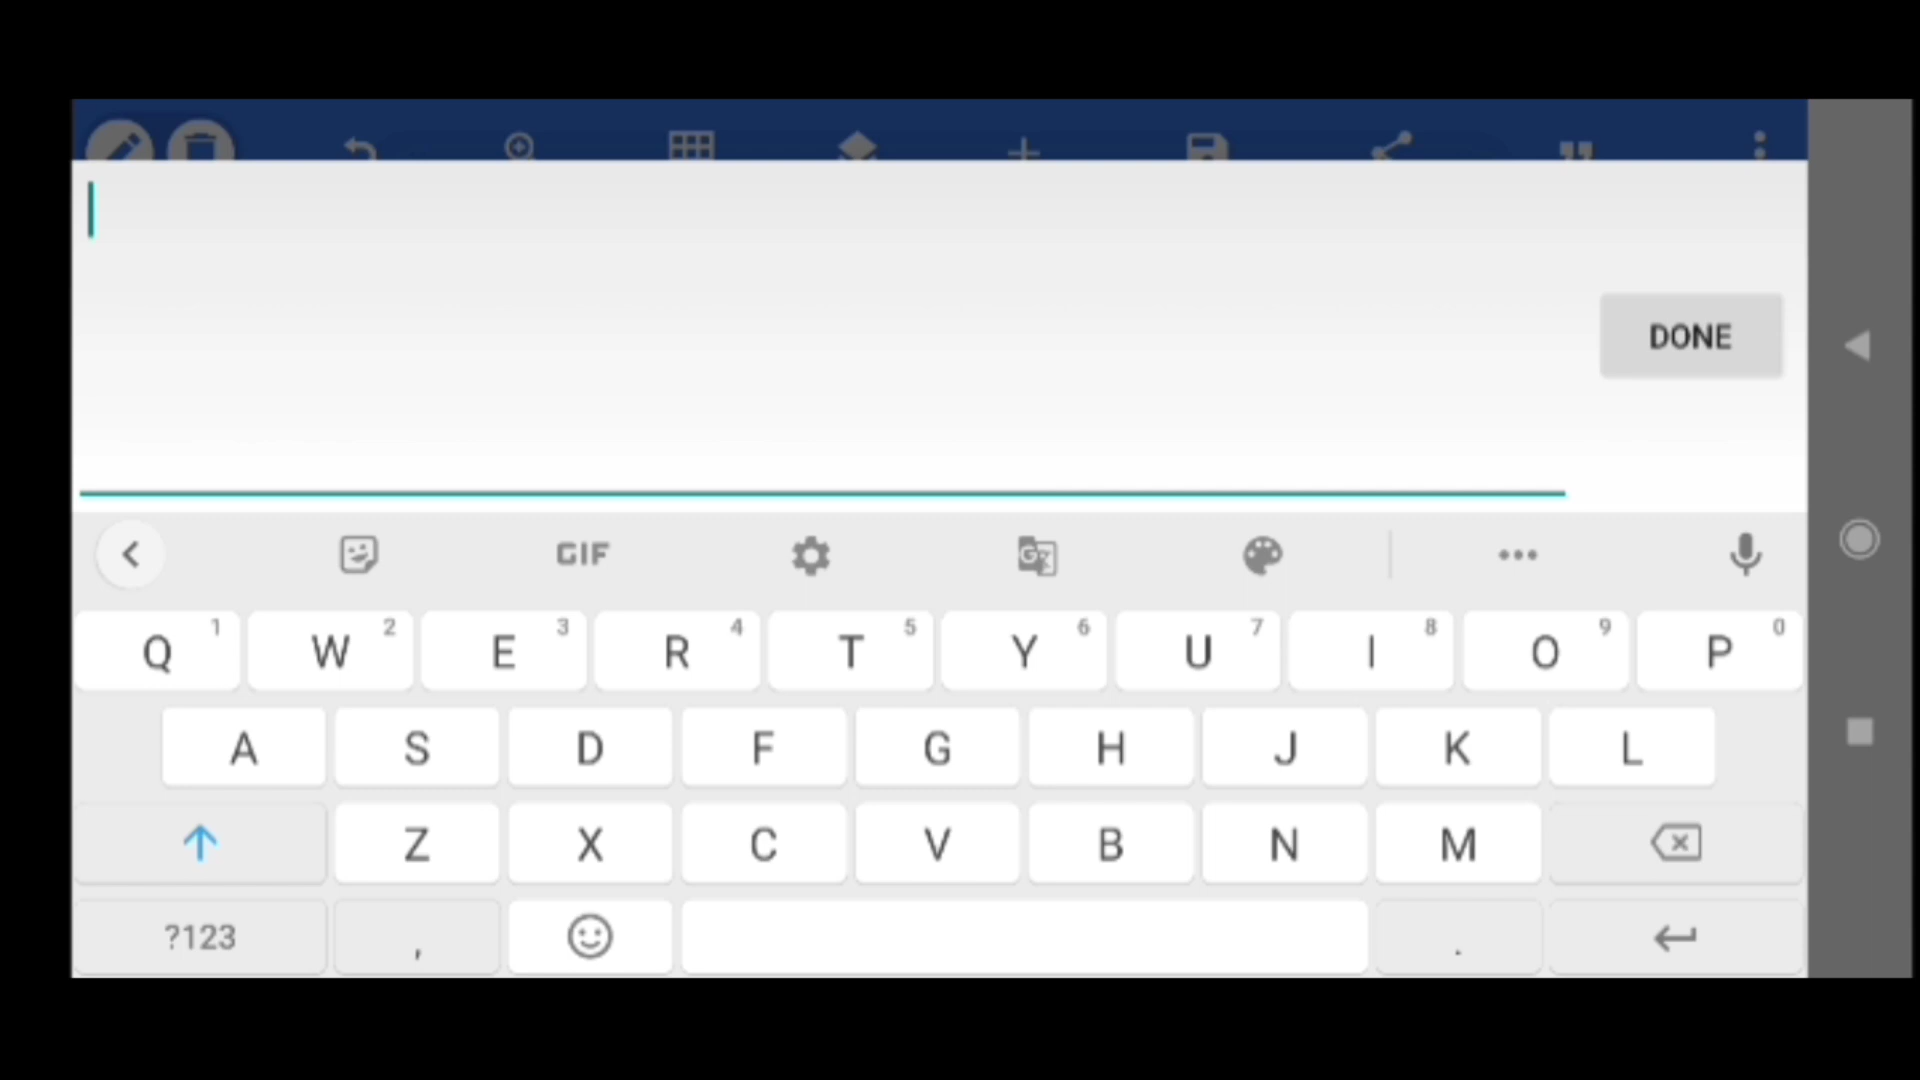 DONE
GIF
Q 1 W 2 E 3 R 4 T 5 Y 6 U 7 I 8 O 9 P 0
A S D F G H J K L
Z X C V B N M
?123 , .